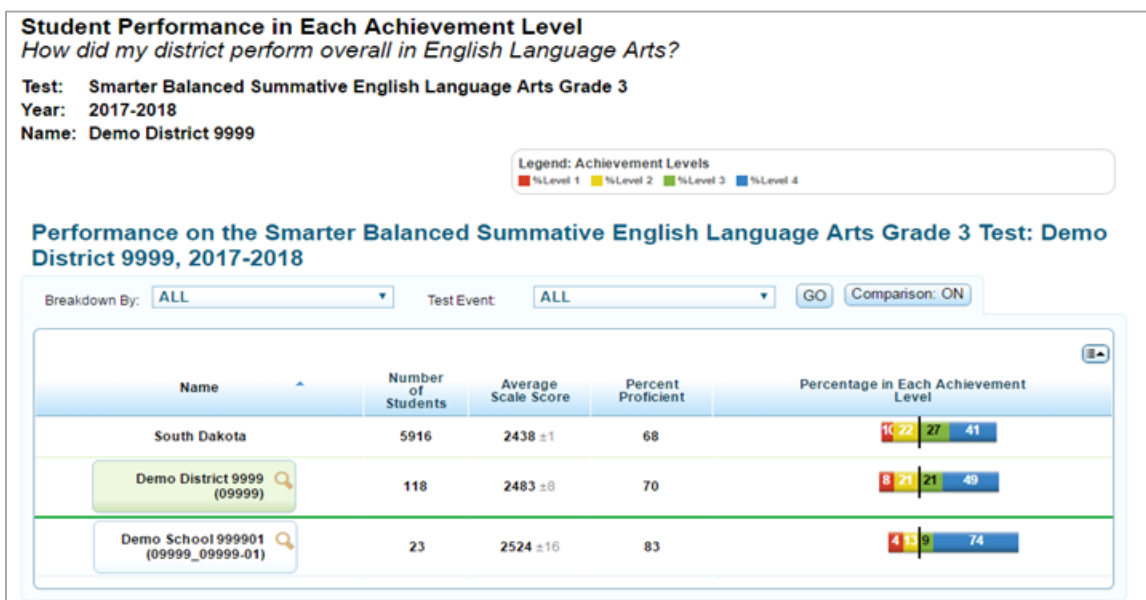 Student Performance in Each Achievement Level
How did my district perform overall in English Language Arts?
Test: Smarter Balanced Summative English Language Arts Grade 3
Year: 2017-2018
Name: Demo District 9999
Legend: Achievement Levels
%Level 1 %Level 2 %Level 3 %Level 4
Performance on the Smarter Balanced Summative English Language Arts Grade 3 Test: Demo
District 9999, 2017-2018
Breakdown By: ALL Test Event: ALL GO Comparison: ON
Name Number of Students Average Scale Score Percent Proficient Percentage in Each Achievement Level
South Dakota 5916 2438 ±1 68 10 22 27 41
Demo District 9999 (09999) 118 2483 ±8 70 8 21 21 49
Demo School 999901 (09999_09999-01) 23 2524 ±16 83 4 13 9 74